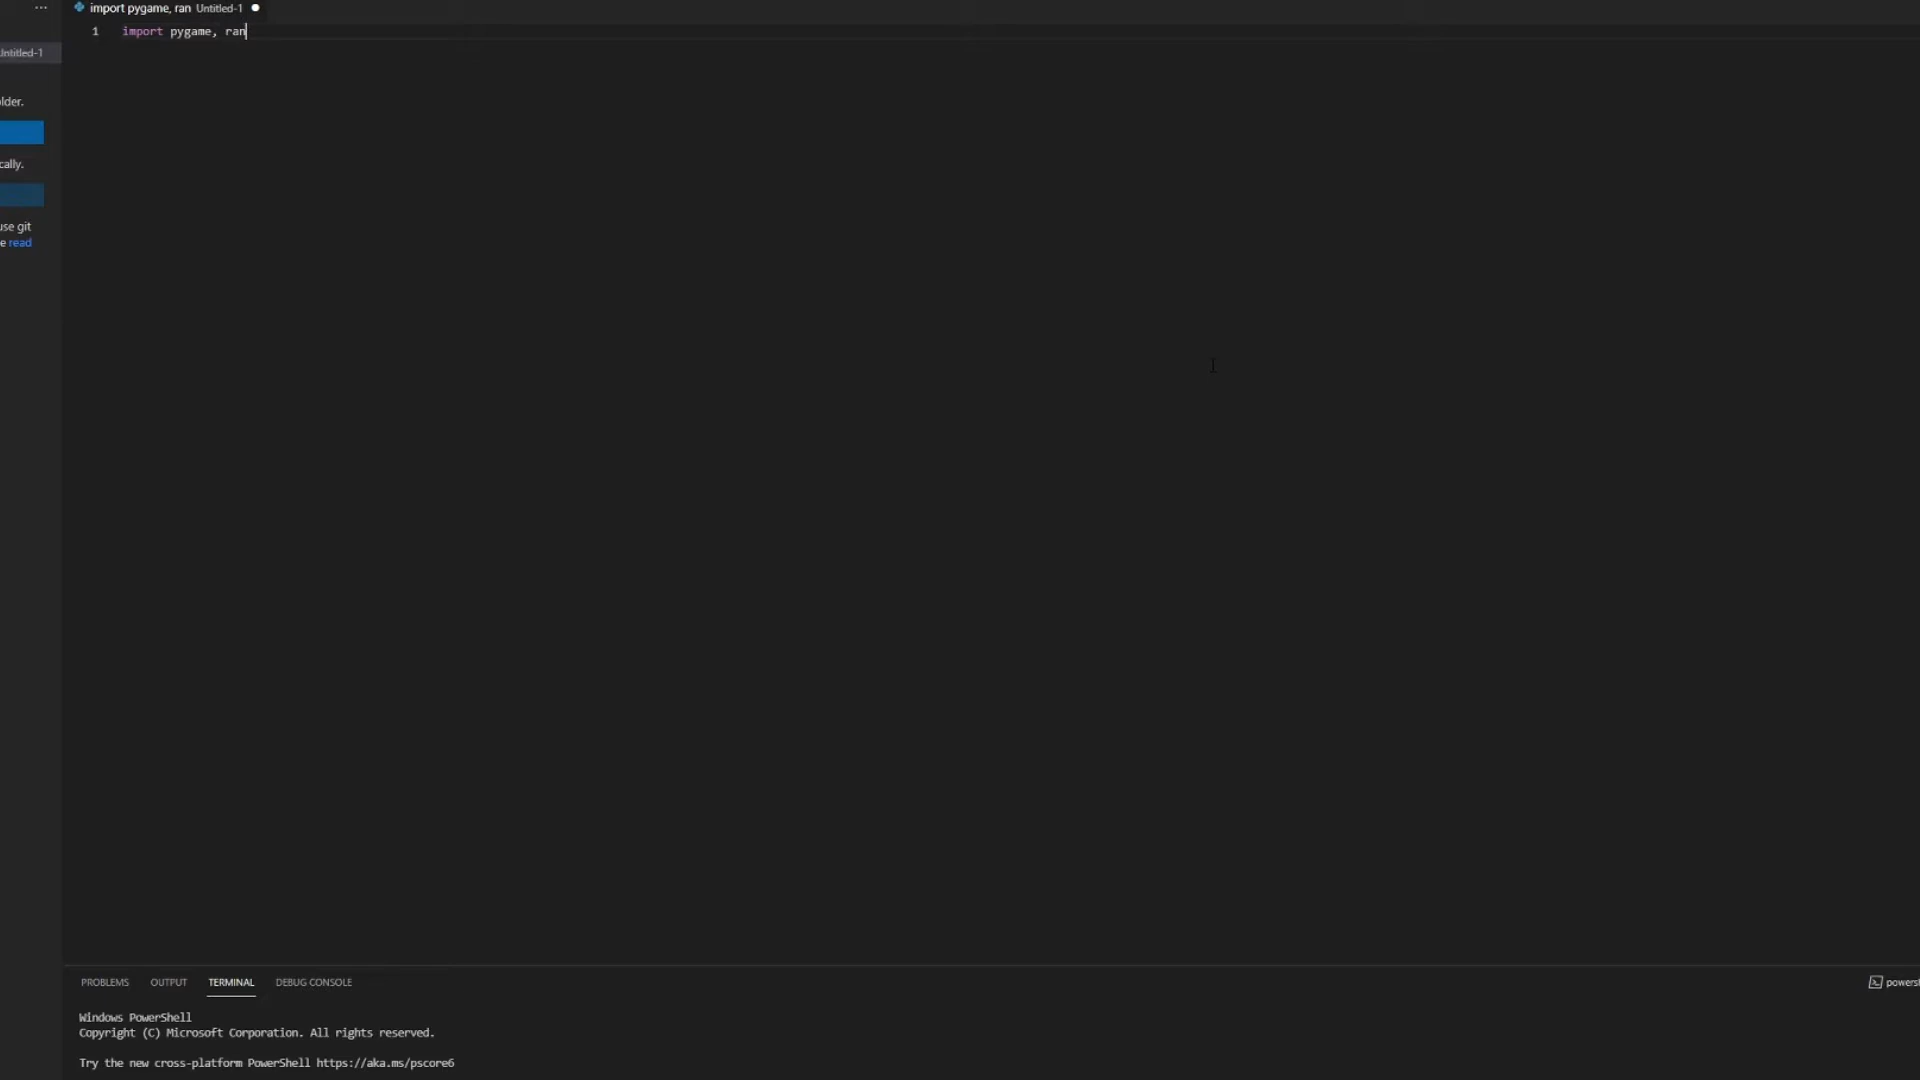 ··· import pygame, ran Untitled-1 ●
1 import pygame, ran
Untitled-1
older.
cally.
use git
e read
PROBLEMS OUTPUT TERMINAL DEBUG CONSOLE powersh
Windows PowerShell
Copyright (C) Microsoft Corporation. All rights reserved.
Try the new cross-platform PowerShell https://aka.ms/pscore6